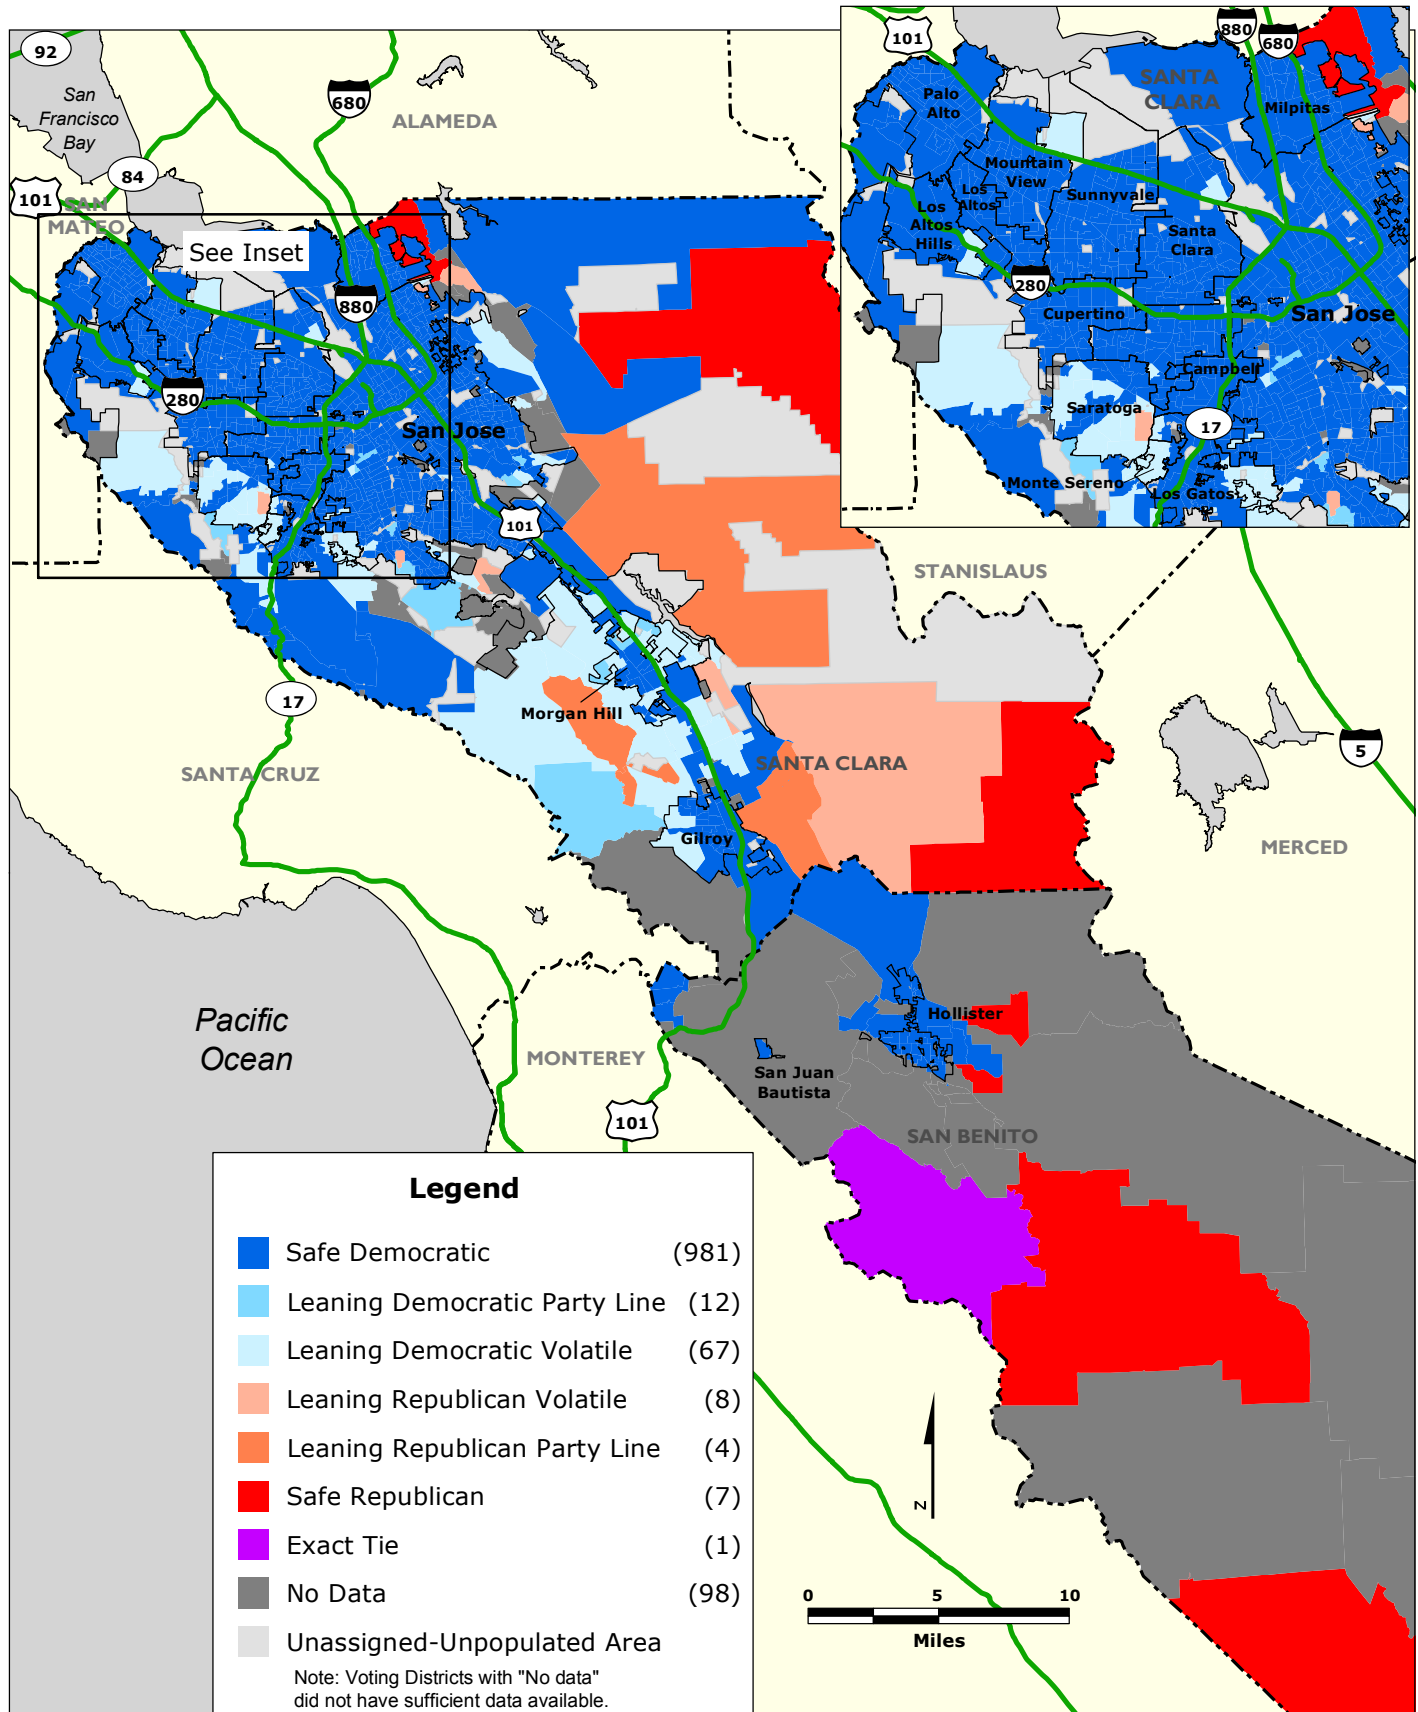 92
San
Francisco
Bay
84
101
SAN
MATEO
680
ALAMEDA
See Inset
880
280
San Jose
101
17
Morgan Hill
SANTA CRUZ
SANTA CLARA
Gilroy
STANISLAUS
5
MERCED
Pacific
Ocean
MONTEREY
101
Hollister
San Juan
Bautista
SAN BENITO
101
880
680
SANTA
CLARA
Palo
Alto
Milpitas
Mountain
View
Los
Altos
Sunnyvale
Los
Altos
Hills
Santa
Clara
280
Cupertino
San Jose
Campbell
Saratoga
17
Monte Sereno
Los Gatos
Legend
Safe Democratic (981)
Leaning Democratic Party Line (12)
Leaning Democratic Volatile (67)
Leaning Republican Volatile (8)
Leaning Republican Party Line (4)
Safe Republican (7)
Exact Tie (1)
No Data (98)
Unassigned-Unpopulated Area
Note: Voting Districts with "No data"
did not have sufficient data available.
N
0 5 10
Miles